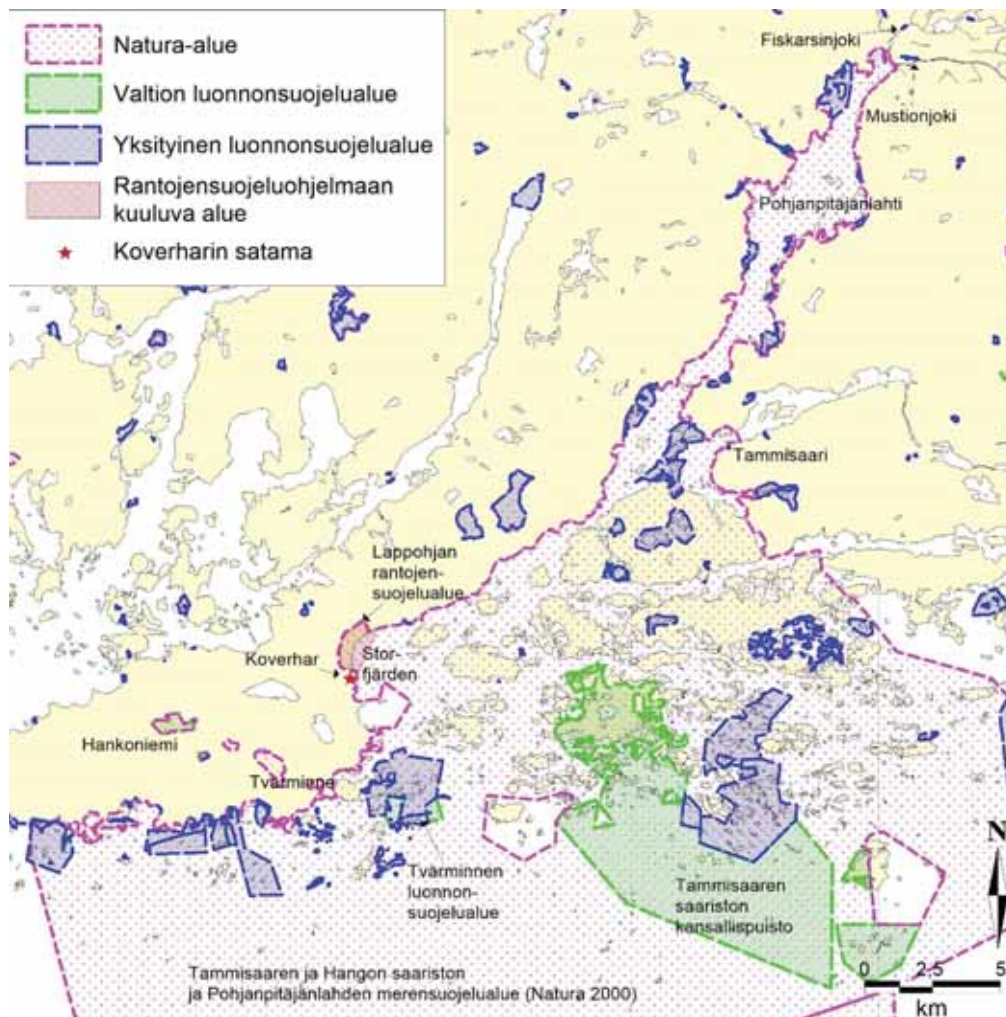 Natura-alue
Valtion luonnonsuojelualue
Yksityinen luonnonsuojelualue
Rantojensuojeluohjelmaan
kuuluva alue
Koverharin satama
Fiskarsinjoki
Mustionjoki
Pohjanpitäjänlahti
Tammisaari
Lappohjan
rantojen-
suojelualue
Koverhar
Stor-
fjärden
Hankoniemi
Tvärminne
Tvärminnen
luonnon-
suojelualue
Tammisaaren
saariston
kansallispuisto
Tammisaaren ja Hangon saariston
ja Pohjanpitäjänlahden merensuojelualue (Natura 2000)
N
0 2,5 5
km